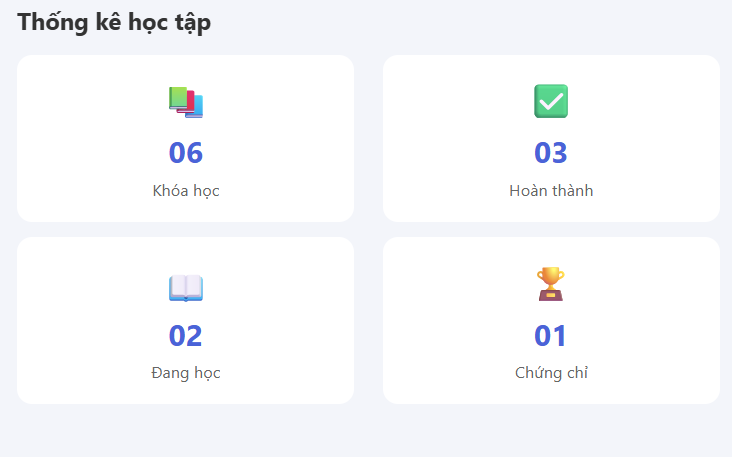 Thống kê học tập
06
Khóa học
03
Hoàn thành
02
Đang học
01
Chứng chỉ